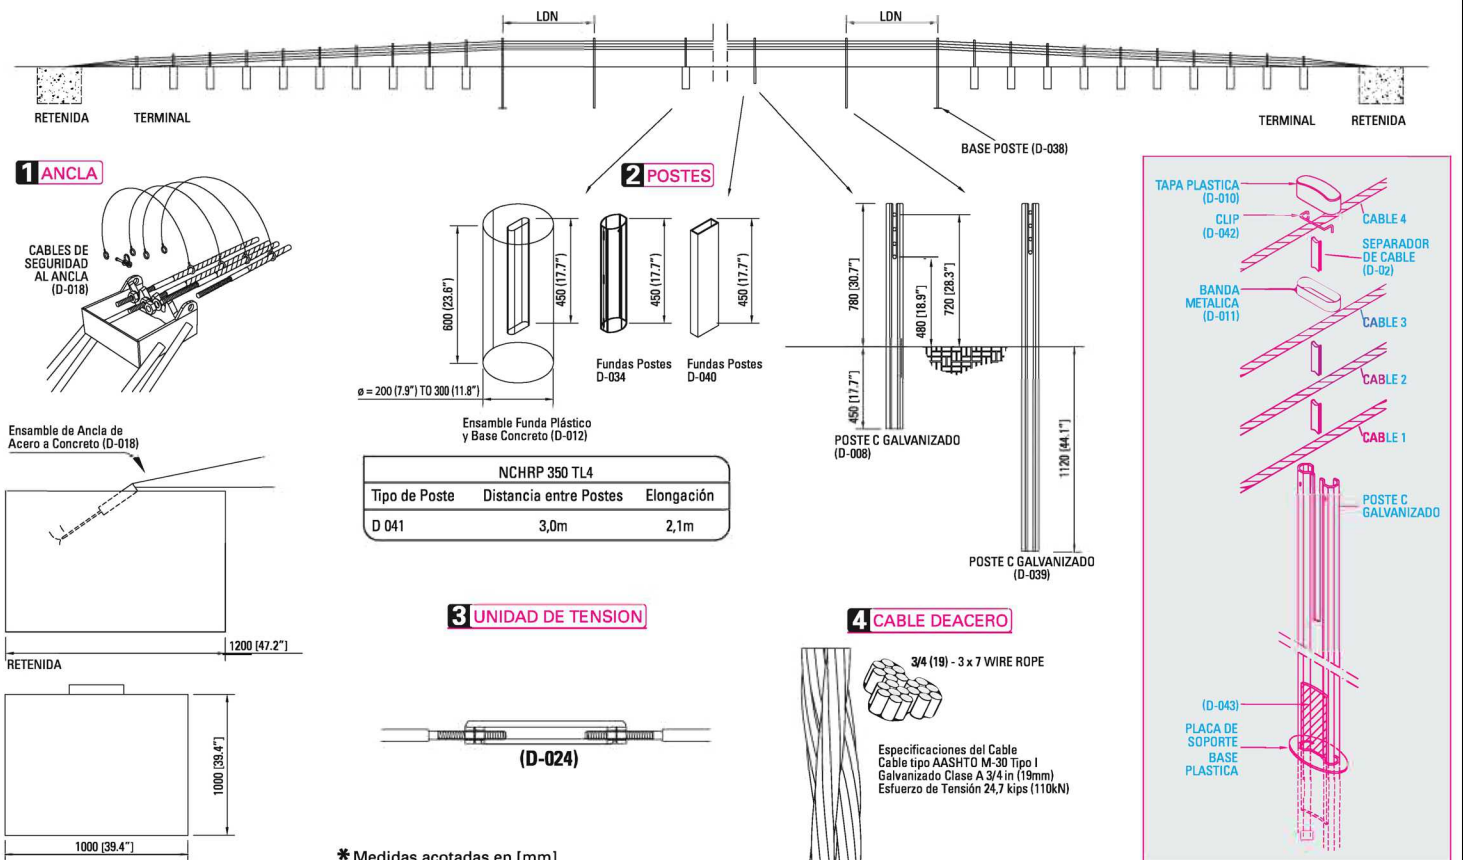 LDN
LDN
RETENIDA
TERMINAL
TERMINAL
RETENIDA
BASE POSTE (D-038)
1 ANCLA
CABLES DE
SEGURIDAD
AL ANCLA
(D-018)
Ensamble de Ancla de
Acero a Concreto (D-018)
1200 [47.2"]
RETENIDA
1000 [39.4"]
1000 [39.4"]
2 POSTES
600 (23.6")
450 (17.7")
450 (17.7")
450 (17.7")
Fundas Postes
D-034
Fundas Postes
D-040
ø = 200 (7.9") TO 300 (11.8")
Ensamble Funda Plástico
y Base Concreto (D-012)
780 [30.7"]
480 [18.9"]
720 [28.3"]
450 [17.7"]
1120 [44.1"]
POSTE C GALVANIZADO
(D-008)
POSTE C GALVANIZADO
(D-039)
NCHRP 350 TL4
Tipo de Poste Distancia entre Postes Elongación
D 041 3,0m 2,1m
3 UNIDAD DE TENSION
(D-024)
4 CABLE DEACERO
3/4 (19) - 3 x 7 WIRE ROPE
Especificaciones del Cable
Cable tipo AASHTO M-30 Tipo I
Galvanizado Clase A 3/4 in (19mm)
Esfuerzo de Tensión 24,7 kips (110kN)
TAPA PLASTICA
(D-010)
CLIP
(D-042)
CABLE 4
SEPARADOR
DE CABLE
(D-02)
BANDA
METALICA
(D-011)
CABLE 3
CABLE 2
CABLE 1
POSTE C
GALVANIZADO
(D-043)
PLACA DE
SOPORTE
BASE
PLASTICA
* Medidas acotadas en [mm]